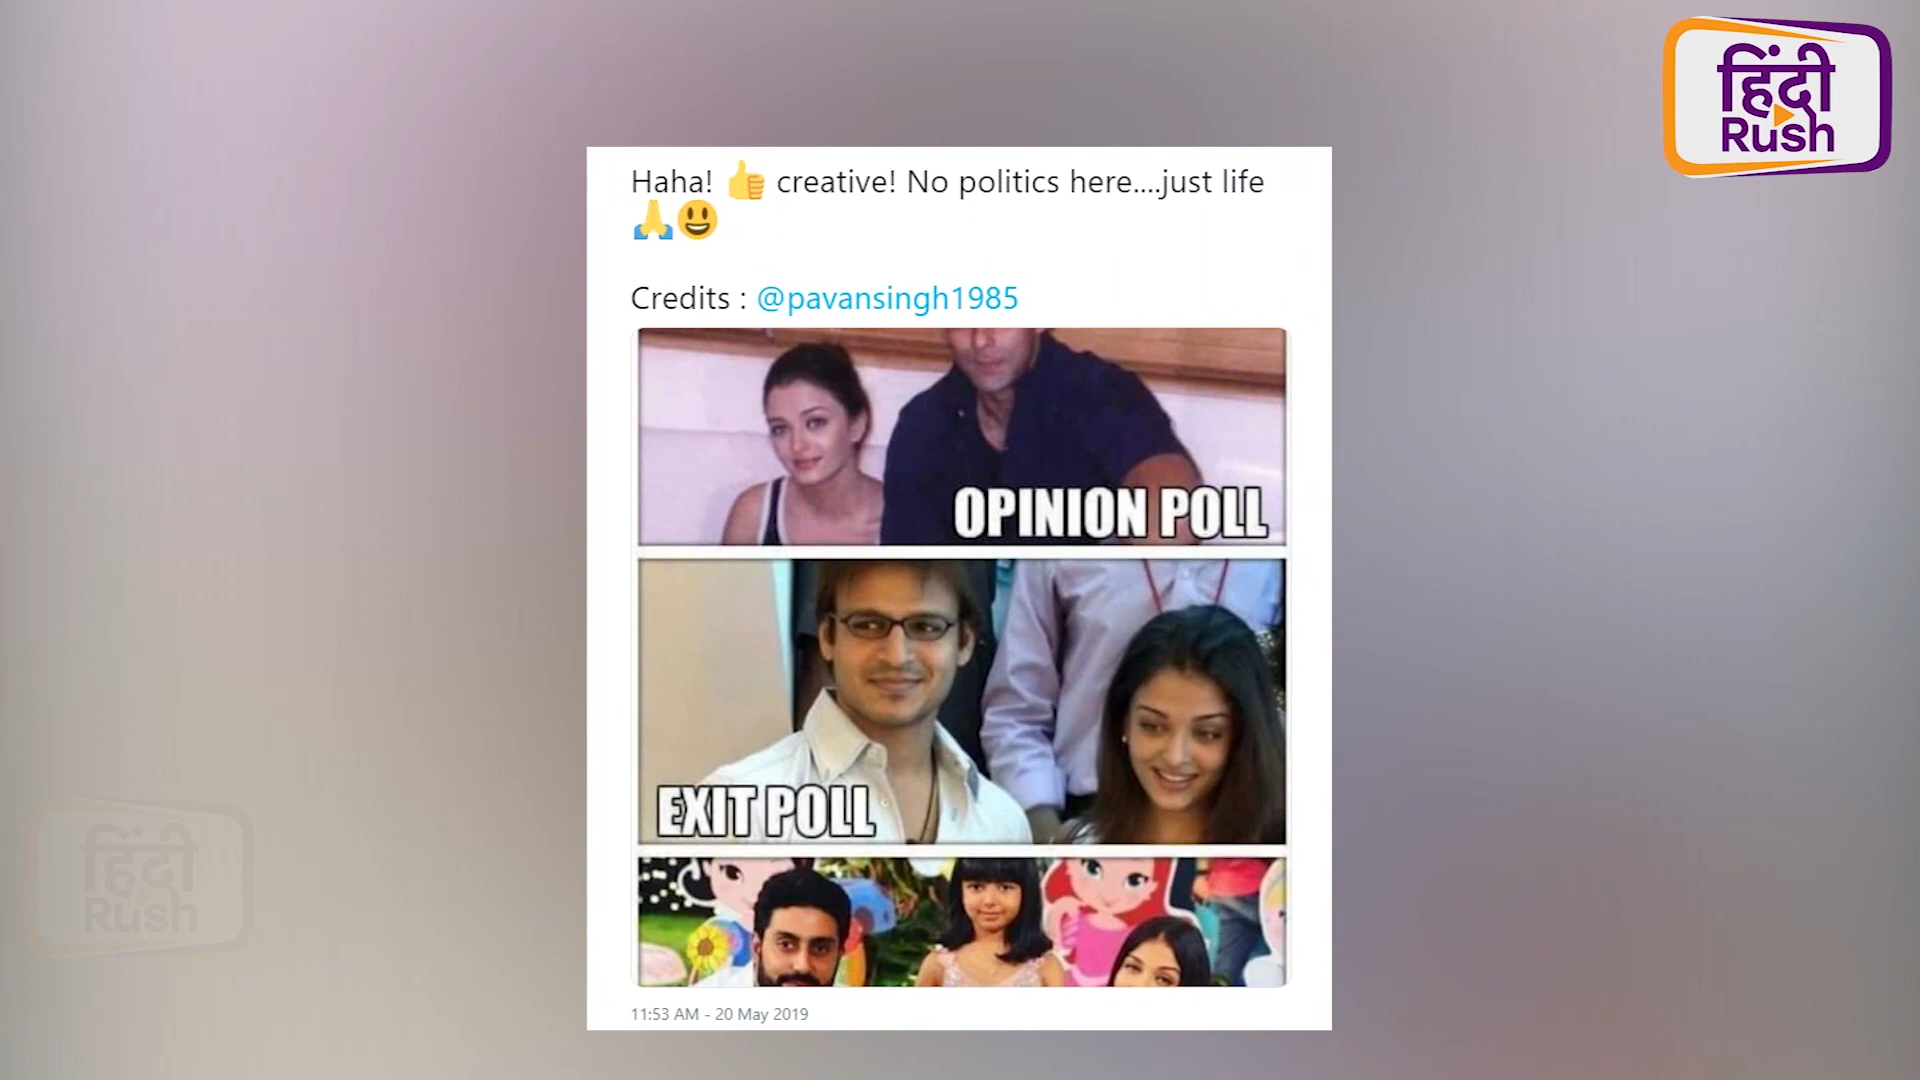 हिंदी
Rush
Haha! 👍 creative! No politics here....just life
🙏😃
Credits : @pavansingh1985
OPINION POLL
EXIT POLL
11:53 AM - 20 May 2019
हिंदी
Rush